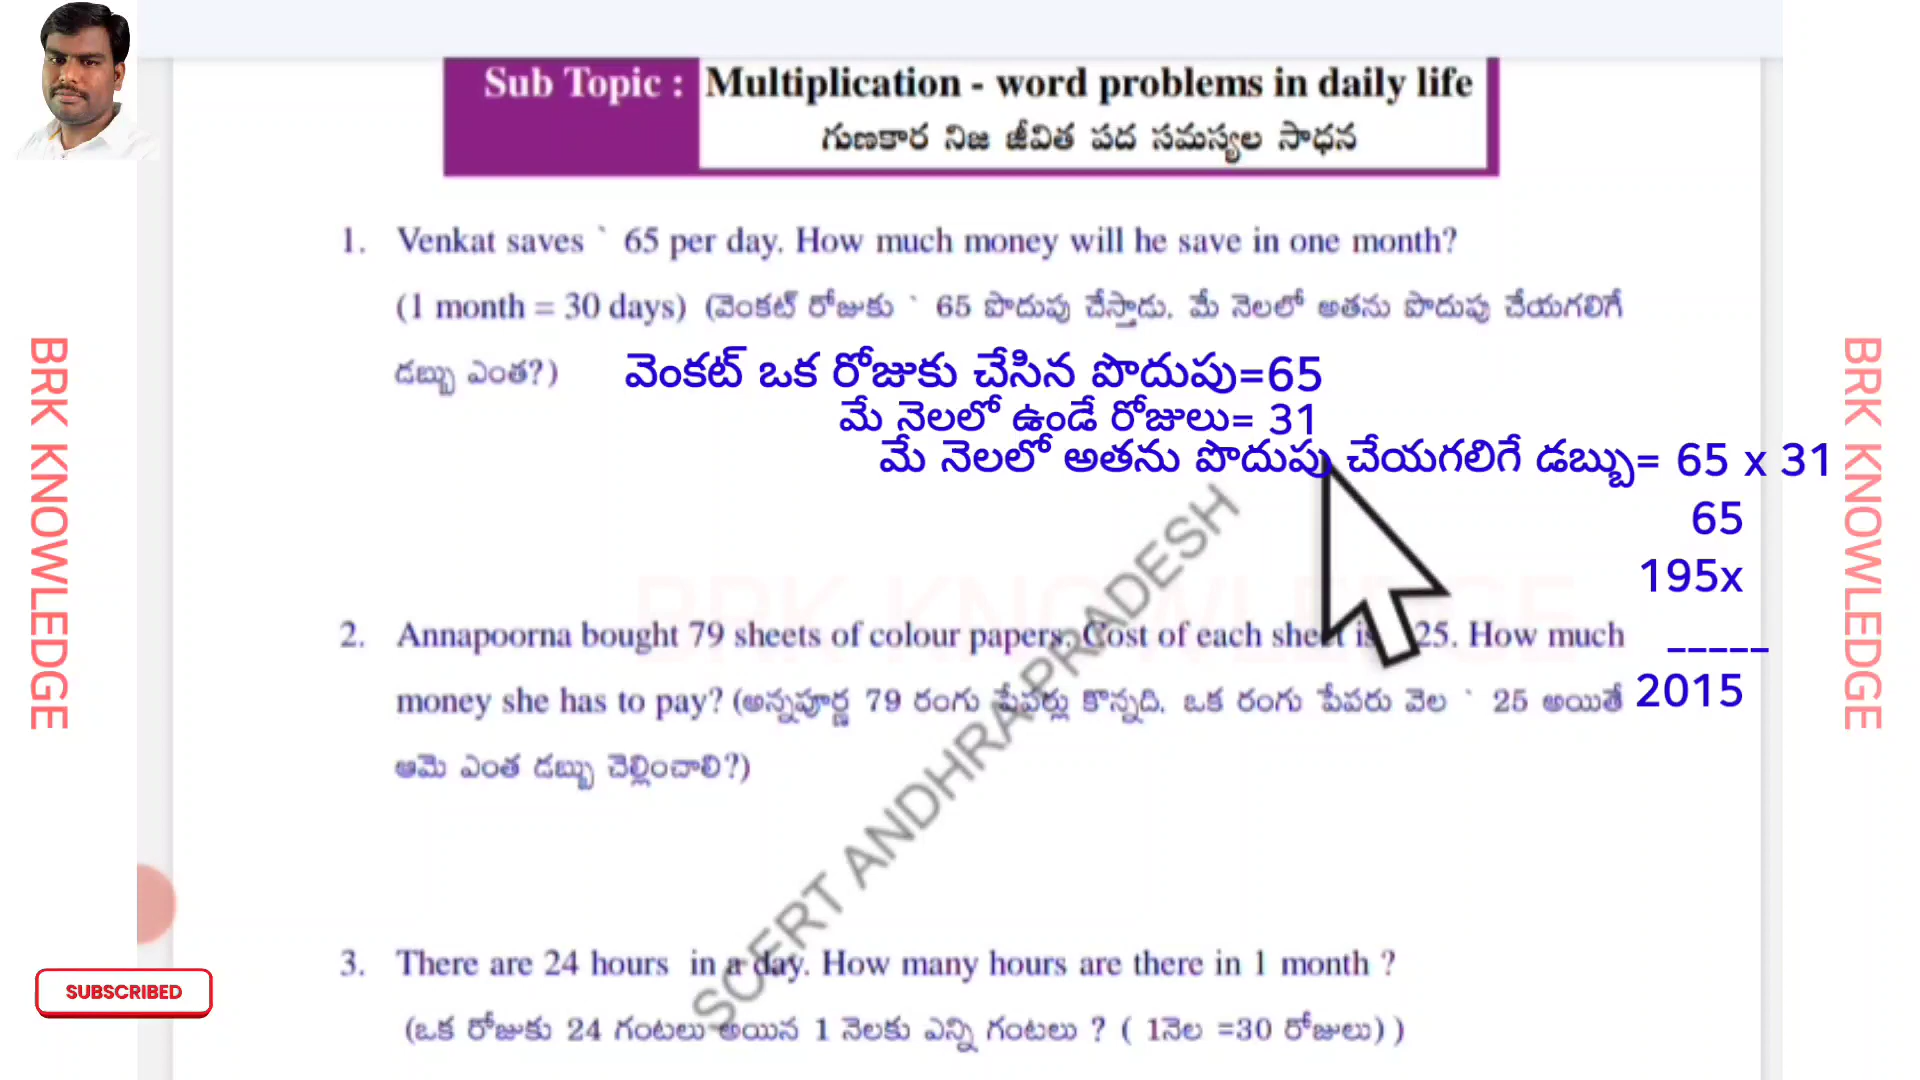 Sub Topic : Multiplication - word problems in daily life
గుణకార నిజ జీవిత పద సమస్యల సాధన
1. Venkat saves ` 65 per day. How much money will he save in one month?
(1 month = 30 days) (వెంకట్ రోజుకు ` 65 పొదుపు చేస్తాడు. మే నెలలో అతను పొదుపు చేయగలిగే
డబ్బు ఎంత?) వెంకట్ ఒక రోజుకు చేసిన పొదుపు=65
మే నెలలో ఉండే రోజులు= 31
మే నెలలో అతను పొదుపు చేయగలిగే డబ్బు= 65 x 31
65
195x
_____
2015
2. Annapoorna bought 79 sheets of colour papers. Cost of each sheet is 25. How much
money she has to pay? (అన్నపూర్ణ 79 రంగు పేపర్లు కొన్నది. ఒక రంగు పేపరు వెల ` 25 అయితే
ఆమె ఎంత డబ్బు చెల్లించాలి?)
3. There are 24 hours in a day. How many hours are there in 1 month ?
(ఒక రోజుకు 24 గంటలు అయిన 1 నెలకు ఎన్ని గంటలు ? ( 1నెల =30 రోజులు) )
SCERT ANDHRA PRADESH
BRK KNOWLEDGE
BRK KNOWLEDGE
BRK KNOWLEDGE
SUBSCRIBED